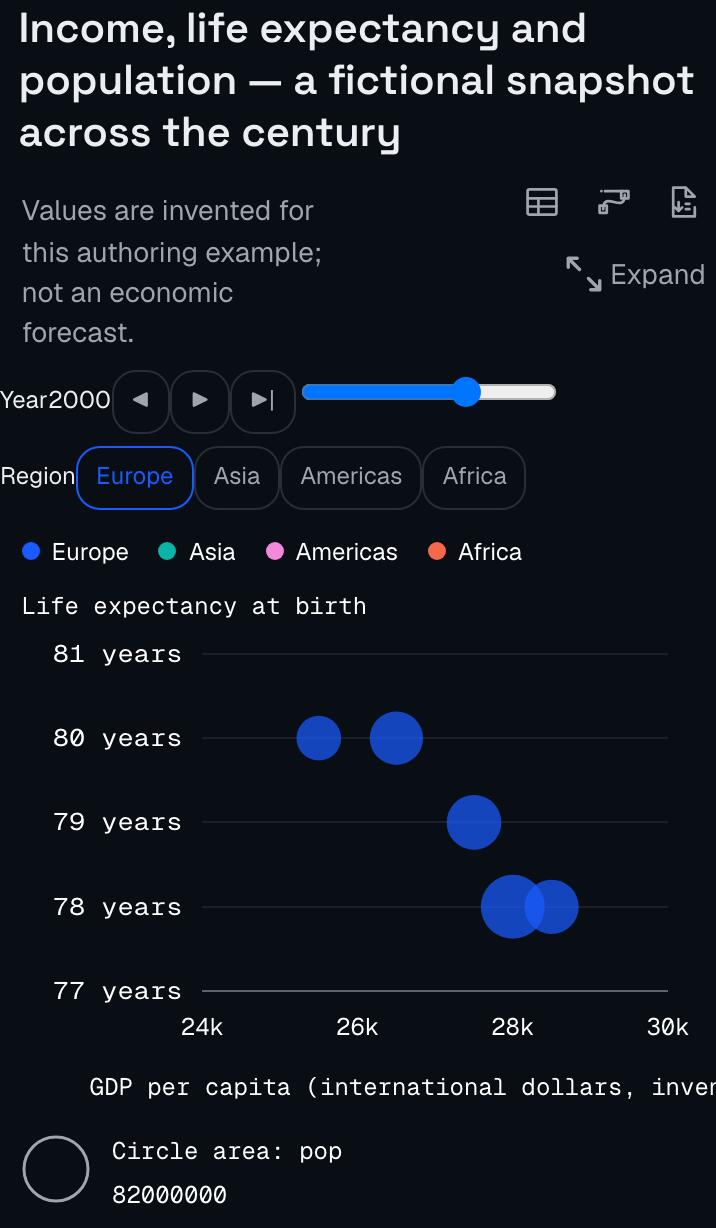 Income, life expectancy and
population — a fictional snapshot
across the century
Values are invented for
this authoring example;
not an economic
forecast.
Expand
Year2000
Region Europe Asia Americas Africa
Europe Asia Americas Africa
Life expectancy at birth
81 years
80 years
79 years
78 years
77 years
24k 26k 28k 30k
GDP per capita (international dollars, inver
Circle area: pop
82000000